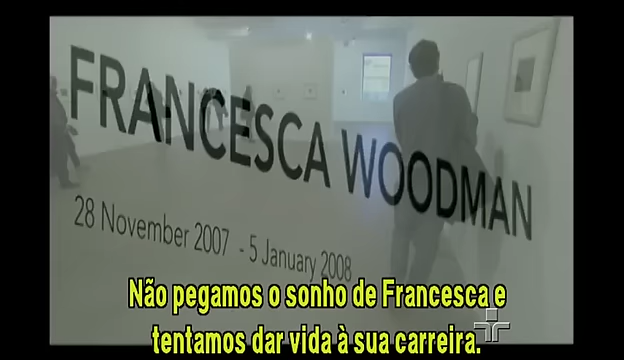 FRANCESCA WOODMAN
28 November 2007 - 5 January 2008
Não pegamos o sonho de Francesca e
tentamos dar vida à sua carreira.